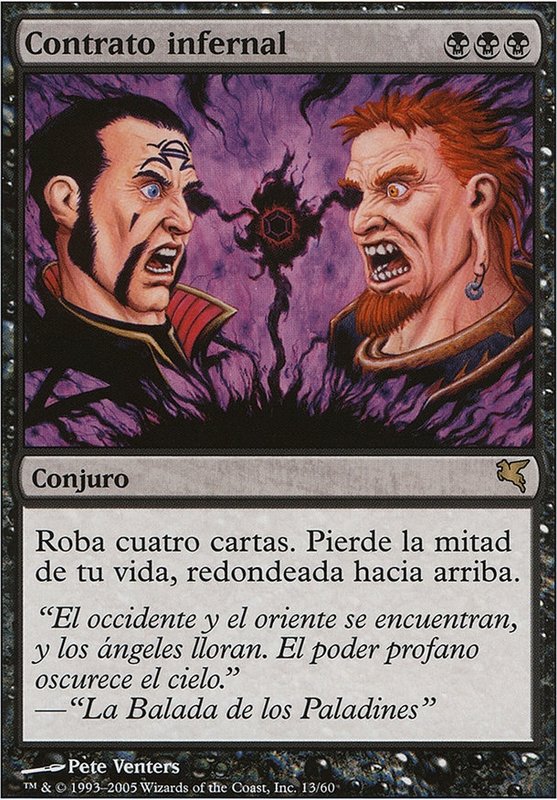 Contrato infernal
Conjuro
Roba cuatro cartas. Pierde la mitad
de tu vida, redondeada hacia arriba.
“El occidente y el oriente se encuentran,
y los ángeles lloran. El poder profano
oscurece el cielo.”
—“La Balada de los Paladines”
Pete Venters
™ & © 1993–2005 Wizards of the Coast, Inc. 13/60